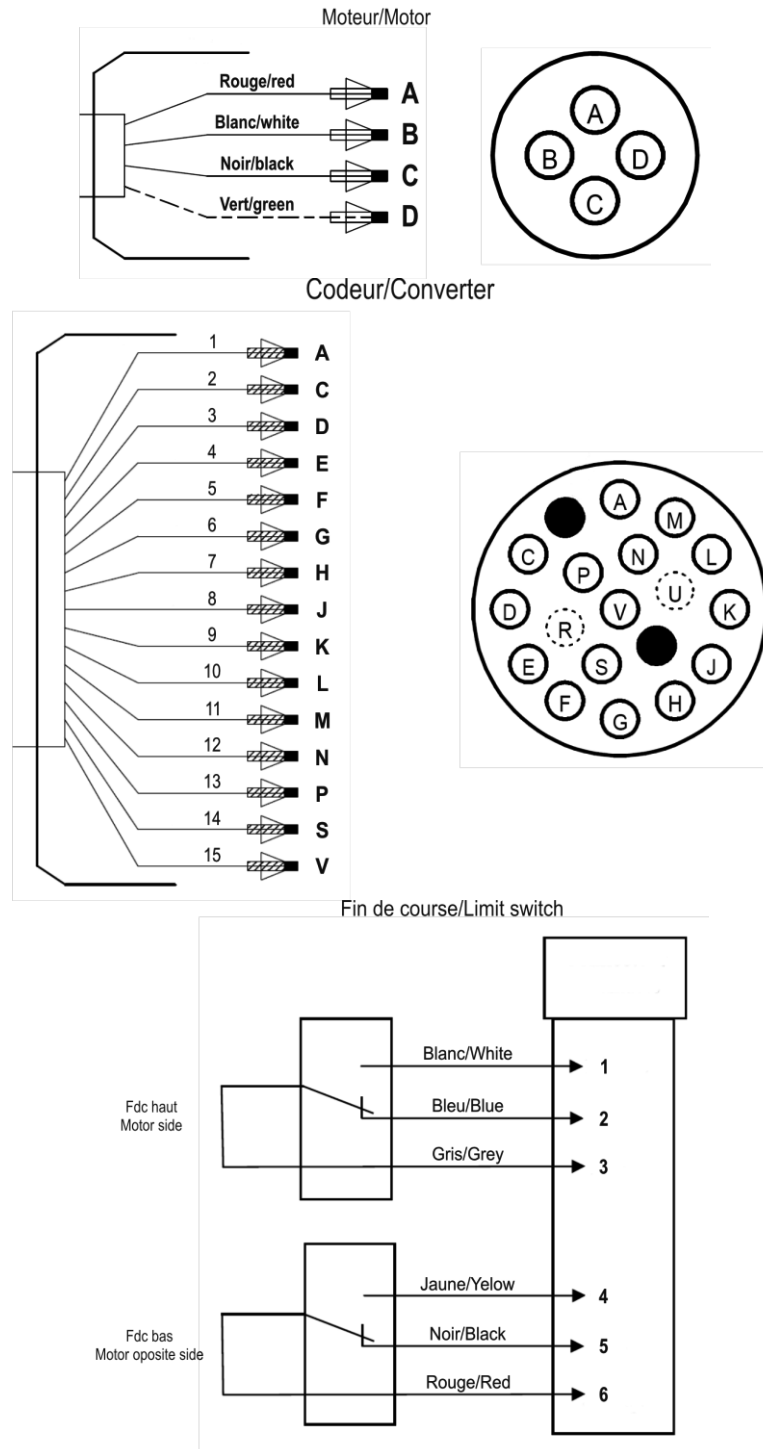 Moteur/Motor
Rouge/red A
Blanc/white B
Noir/black C
Vert/green D
A
B D
C
Codeur/Converter
1 A
2 C
3 D
4 E
5 F
6 G
7 H
8 J
9 K
10 L
11 M
12 N
13 P
14 S
15 V
A
M
C N L
P
U
D V K
R
E S J
F H
G
Fin de course/Limit switch
Fdc haut
Motor side
Blanc/White 1
Bleu/Blue 2
Gris/Grey 3
Fdc bas
Motor oposite side
Jaune/Yelow 4
Noir/Black 5
Rouge/Red 6